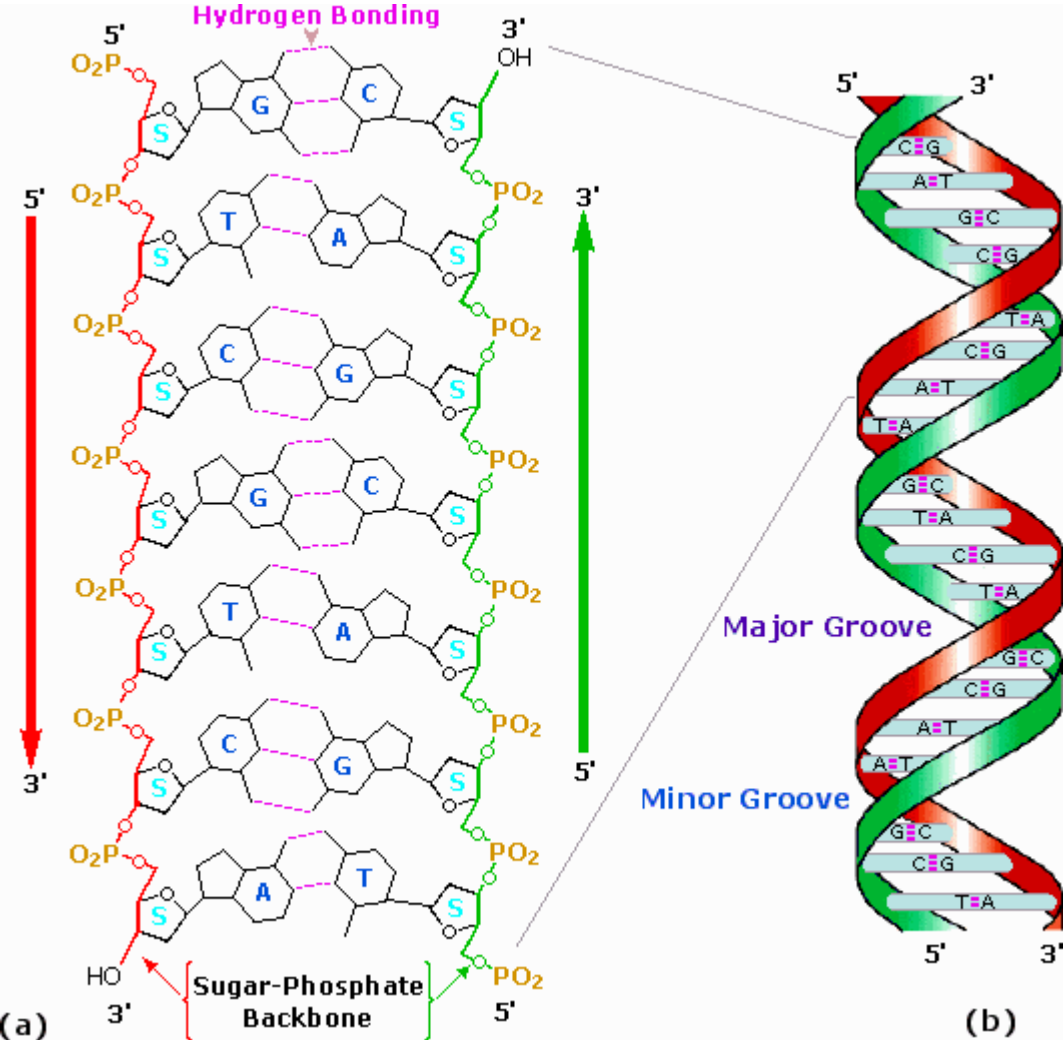 Hydrogen Bonding
5' 3'
O₂P OH
G C
S S
O₂P PO₂
5' 3'
T A
S S
O₂P PO₂
C G
S S
O₂P PO₂
G C
S S
O₂P PO₂
T A
S S
O₂P PO₂
C G
S S
3' 5'
O₂P PO₂
A T
S S
HO PO₂
3' 5'
Sugar-Phosphate
Backbone
(a)
5' 3'
C G
A T
G C
C G
T A
C G
A T
T A
G C
T A
C G
T A
Major Groove
G C
C G
A T
A T
Minor Groove
G C
C G
T A
5' 3'
(b)